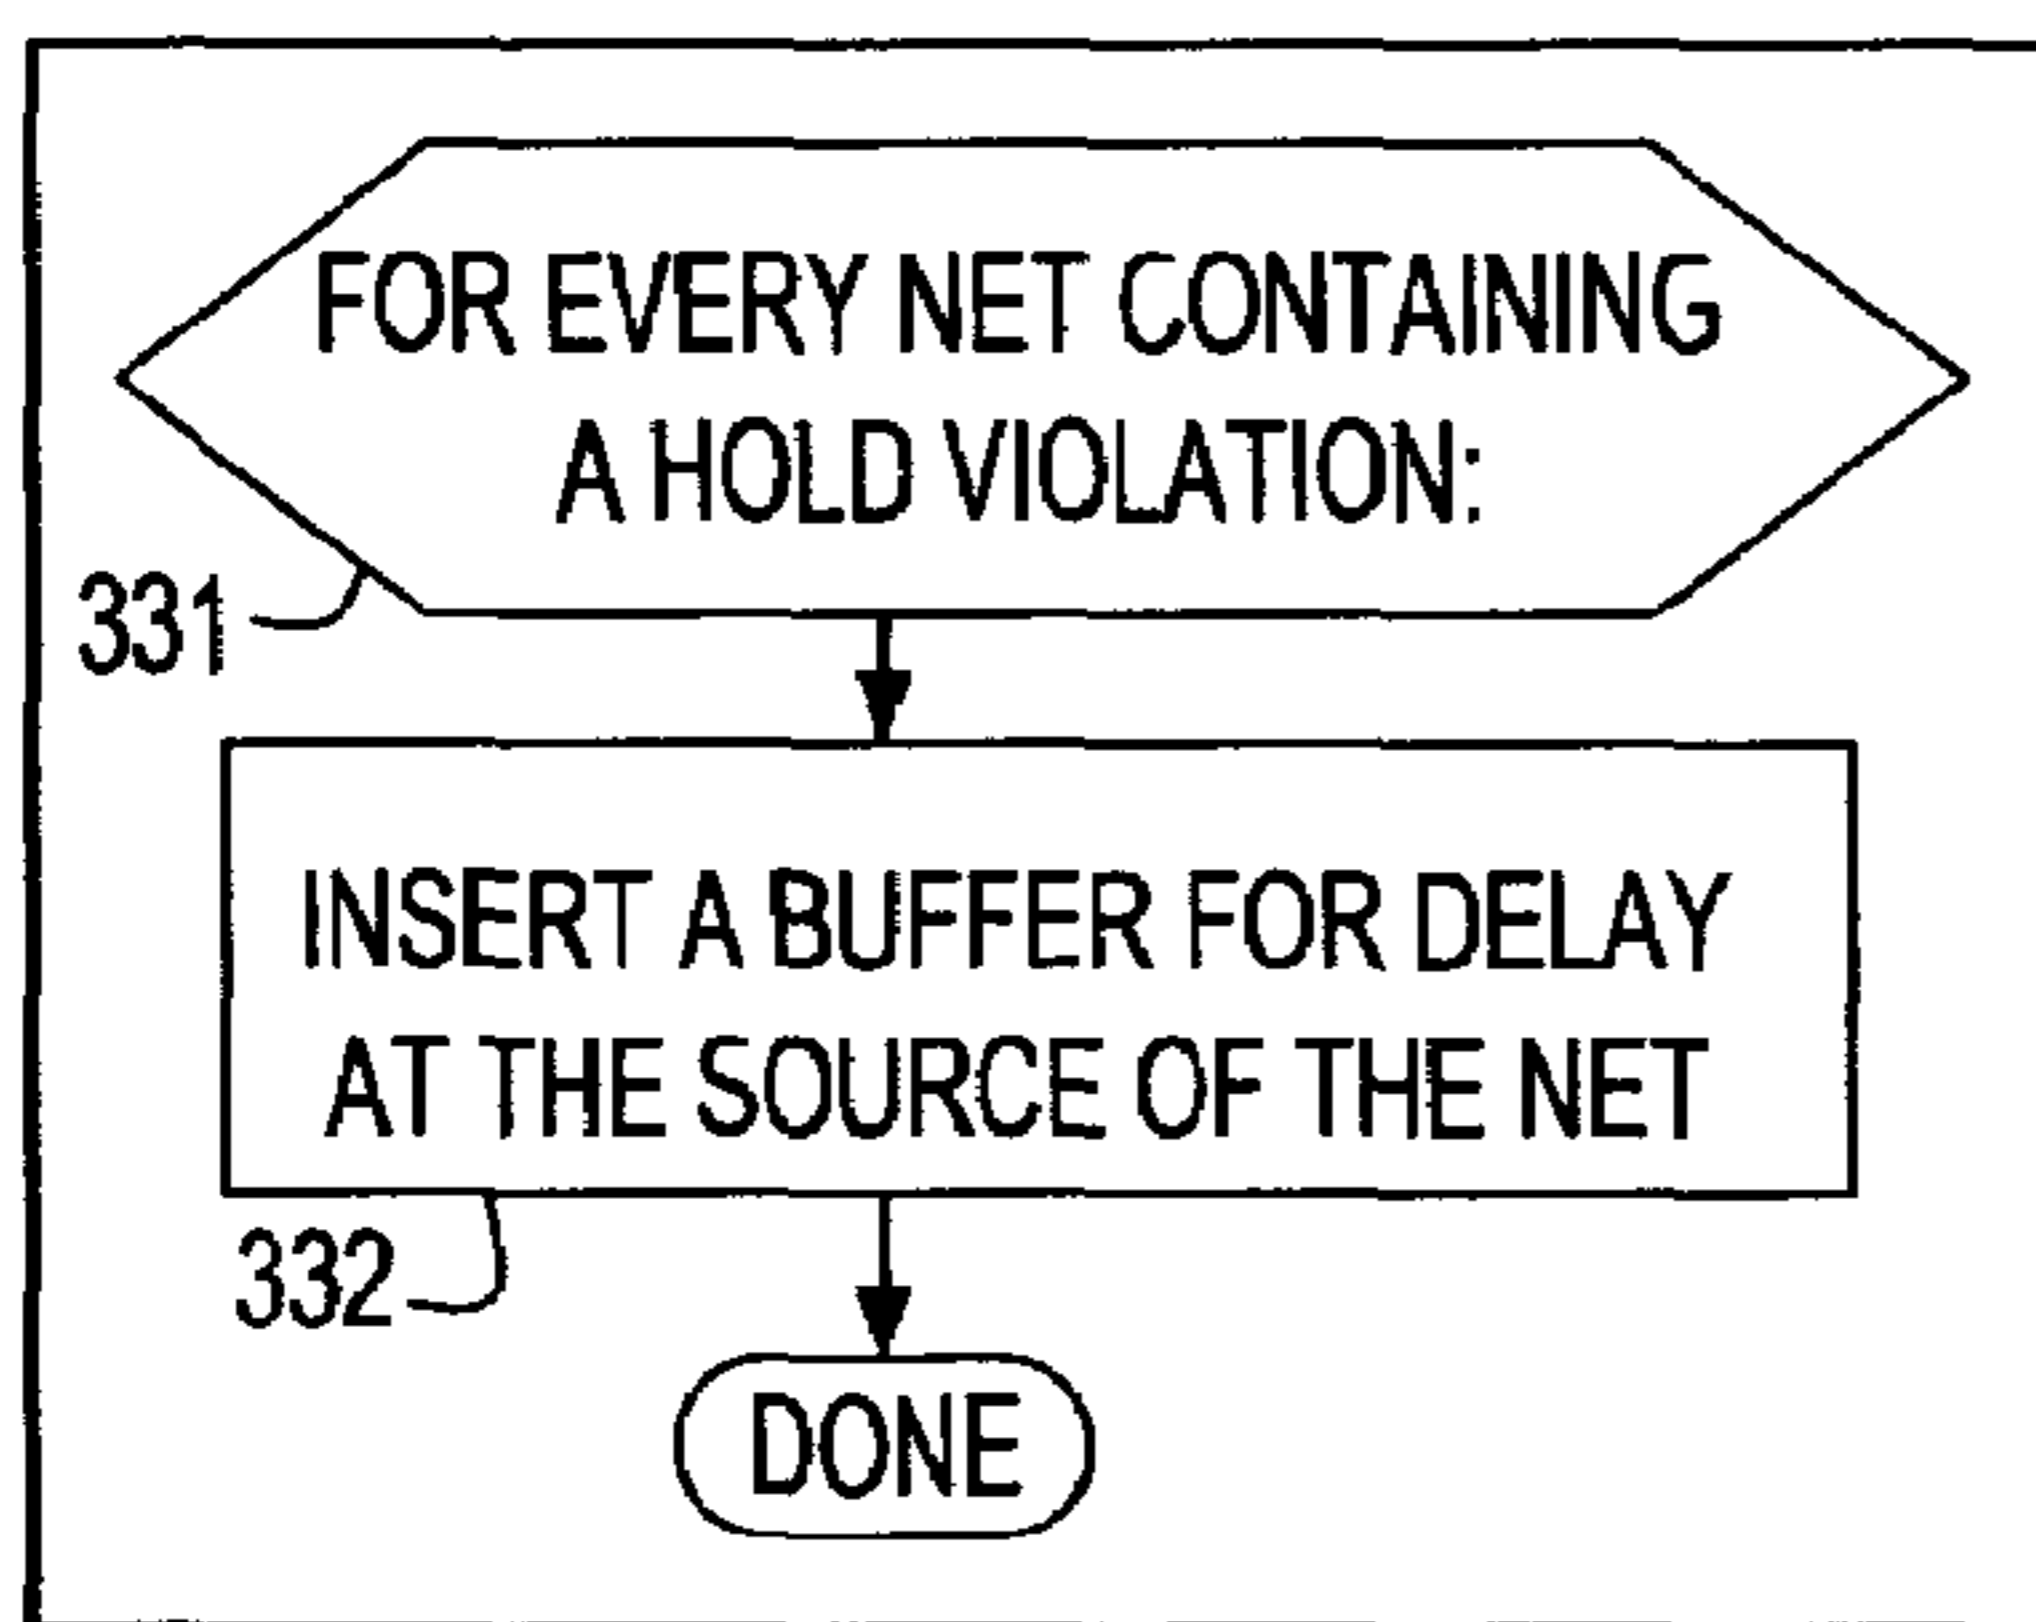 FOR EVERY NET CONTAINING
A HOLD VIOLATION:
331
INSERT A BUFFER FOR DELAY
AT THE SOURCE OF THE NET
332
DONE